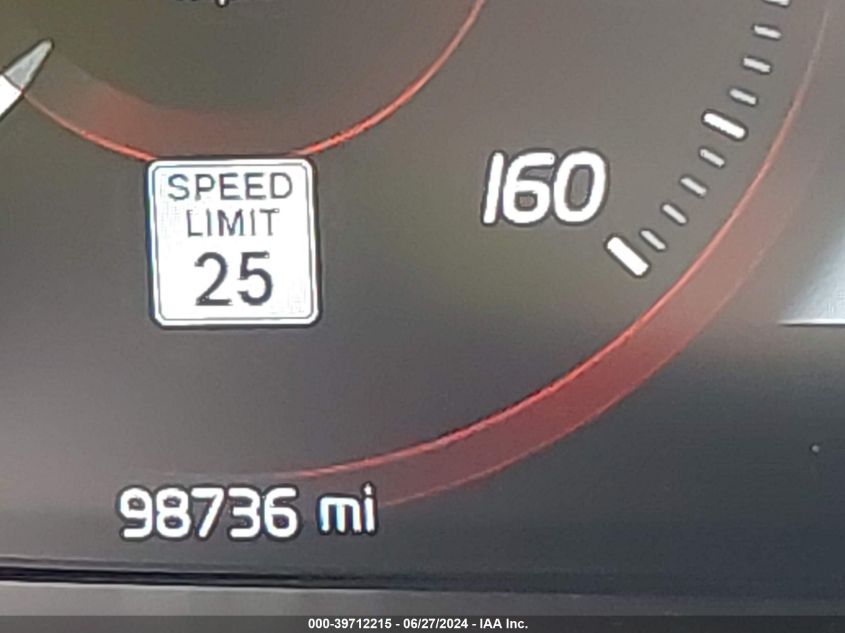 160
SPEED
LIMIT
25
98736 mi
000-39712215 - 06/27/2024 - IAA Inc.